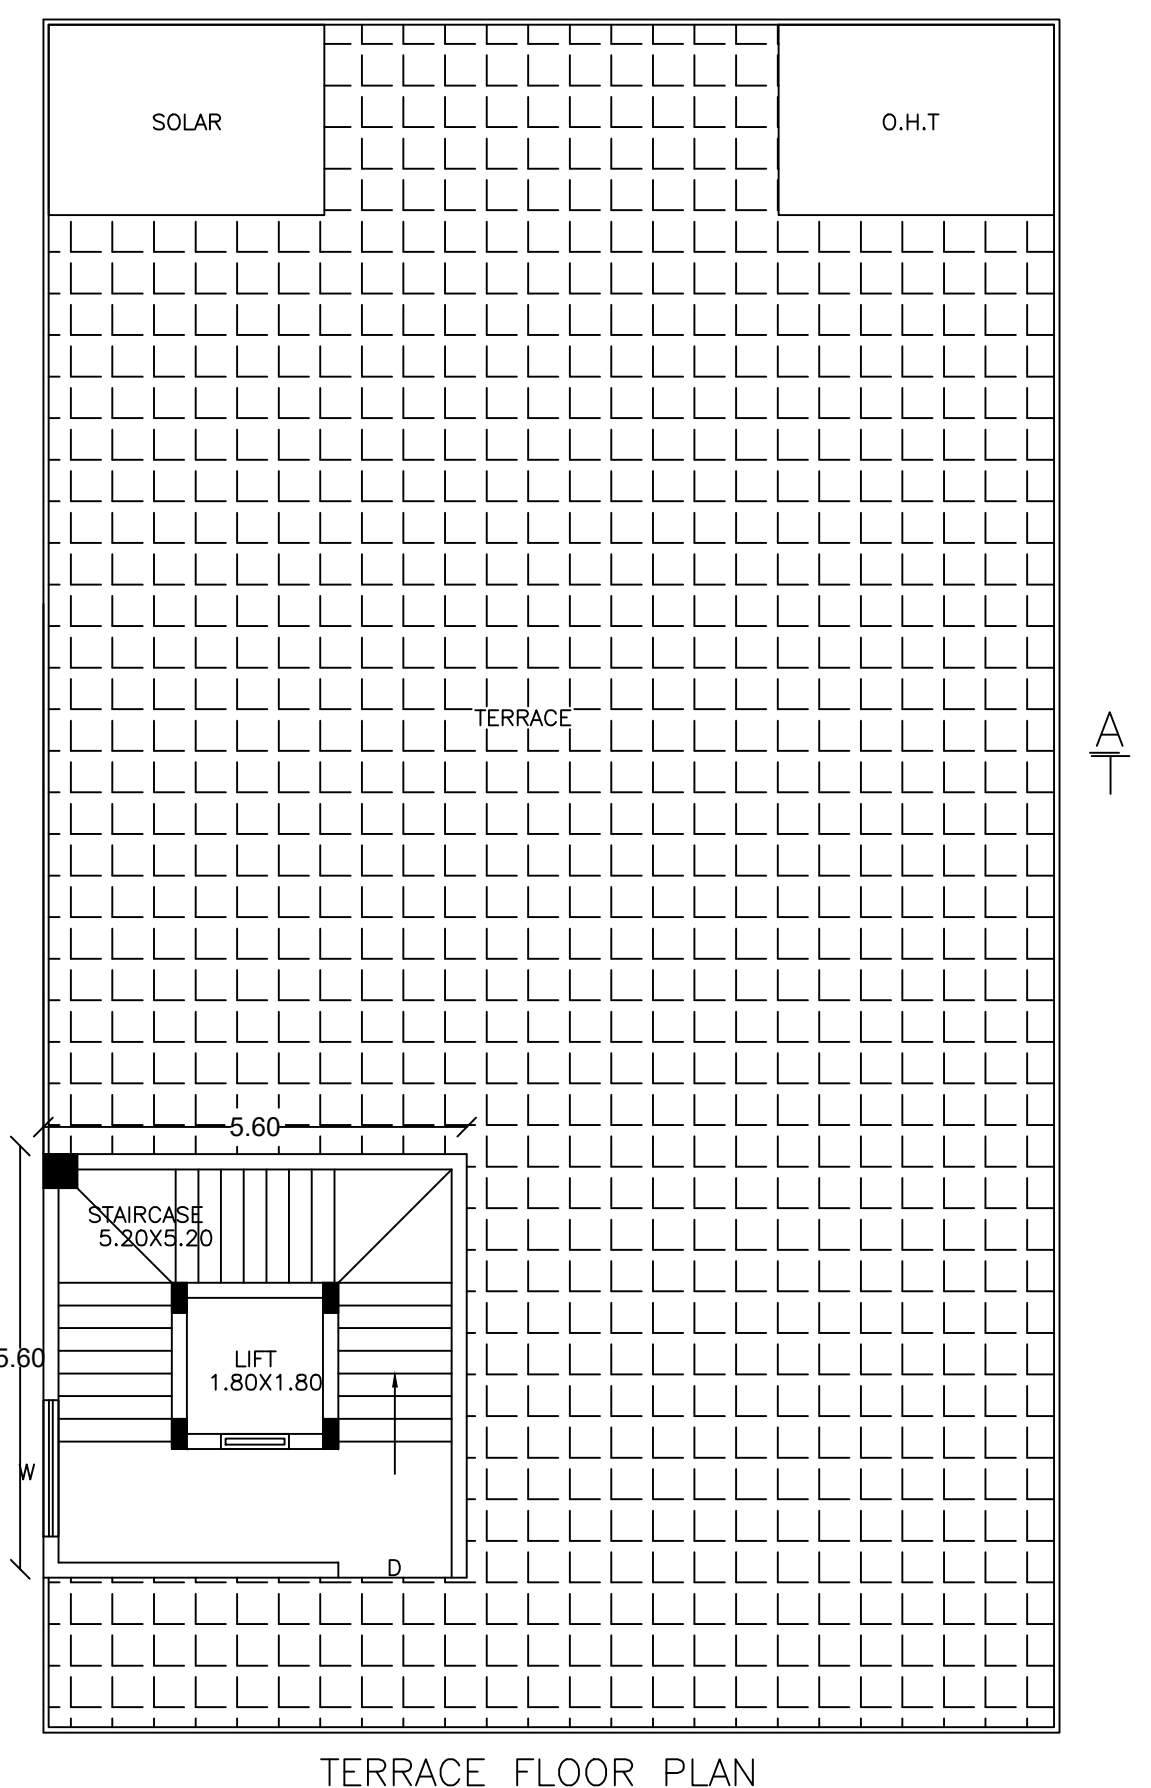 SOLAR
O.H.T
TERRACE
A
5.60
STAIRCASE
5.20X5.20
5.60
LIFT
1.80X1.80
W
D
TERRACE FLOOR PLAN